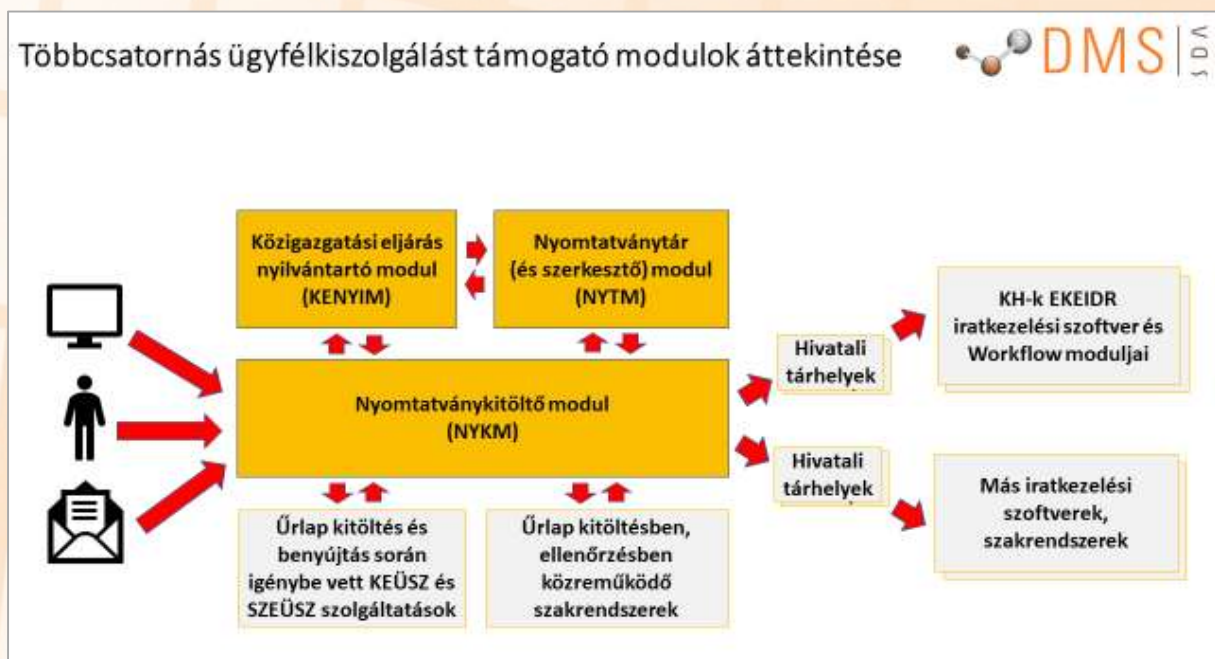 Többcsatornás ügyfélkiszolgálást támogató modulok áttekintése
DMS
VDS
Közigazgatási eljárás
nyilvántartó modul
(KENYIM)
Nyomtatványtár
(és szerkesztő) modul
(NYTM)
Nyomtatványkitöltő modul
(NYKM)
Űrlap kitöltés és
benyújtás során
igénybe vett KEÜSZ és
SZEÜSZ szolgáltatások
Űrlap kitöltésben,
ellenőrzésben
közreműködő
szakrendszerek
Hivatali
tárhelyek
Hivatali
tárhelyek
KH-k EKEIDR
iratkezelési szoftver és
Workflow moduljai
Más iratkezelési
szoftverek,
szakrendszerek